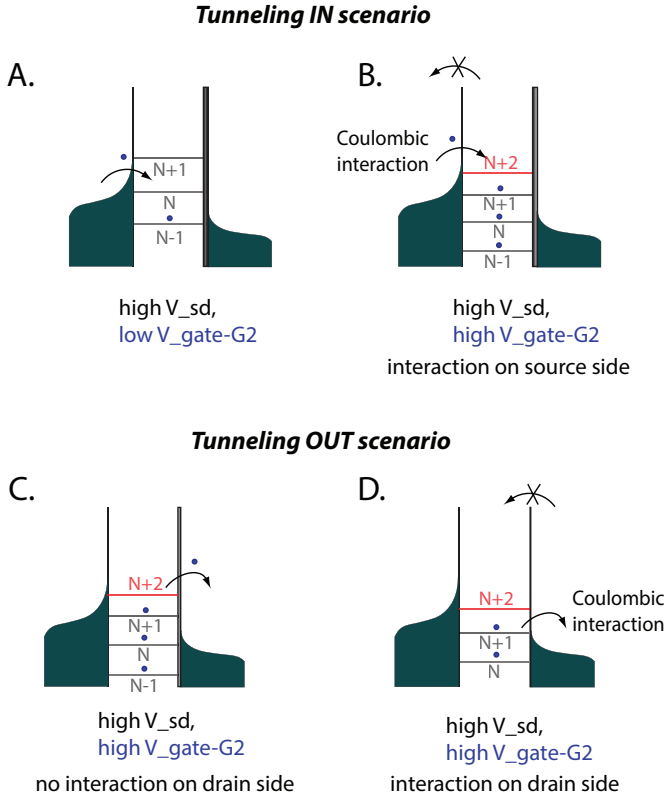 Tunneling IN scenario
A.
N+1
N
N-1
high V_sd,
low V_gate-G2
B.
Coulombic
interaction
N+2
N+1
N
N-1
high V_sd,
high V_gate-G2
interaction on source side
Tunneling OUT scenario
C.
N+2
N+1
N
N-1
high V_sd,
high V_gate-G2
no interaction on drain side
D.
N+2
Coulombic
interaction
N+1
N
high V_sd,
high V_gate-G2
interaction on drain side